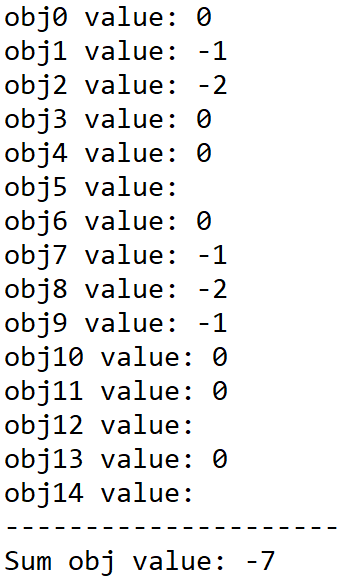 obj0 value: 0
obj1 value: -1
obj2 value: -2
obj3 value: 0
obj4 value: 0
obj5 value:
obj6 value: 0
obj7 value: -1
obj8 value: -2
obj9 value: -1
obj10 value: 0
obj11 value: 0
obj12 value:
obj13 value: 0
obj14 value:
---------------------
Sum obj value: -7